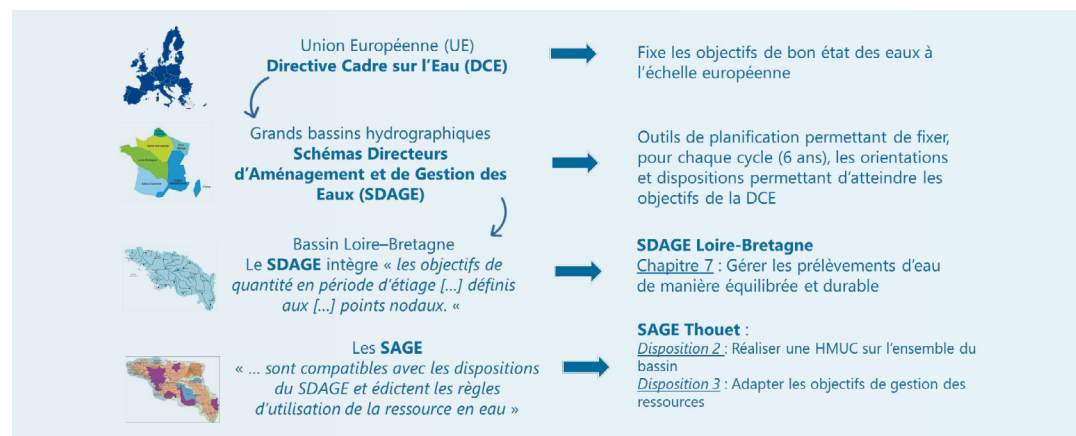 Union Européenne (UE)
Directive Cadre sur l'Eau (DCE)
Fixe les objectifs de bon état des eaux à
l'échelle européenne
Grands bassins hydrographiques
Schémas Directeurs
d'Aménagement et de Gestion des
Eaux (SDAGE)
Outils de planification permettant de fixer,
pour chaque cycle (6 ans), les orientations
et dispositions permettant d'atteindre les
objectifs de la DCE
Bassin Loire–Bretagne
Le SDAGE intègre « les objectifs de
quantité en période d'étiage [...] définis
aux [...] points nodaux. «
SDAGE Loire-Bretagne
Chapitre 7 : Gérer les prélèvements d'eau
de manière équilibrée et durable
Les SAGE
« ... sont compatibles avec les dispositions
du SDAGE et édictent les règles
d'utilisation de la ressource en eau »
SAGE Thouet :
Disposition 2 : Réaliser une HMUC sur l'ensemble du
bassin
Disposition 3 : Adapter les objectifs de gestion des
ressources